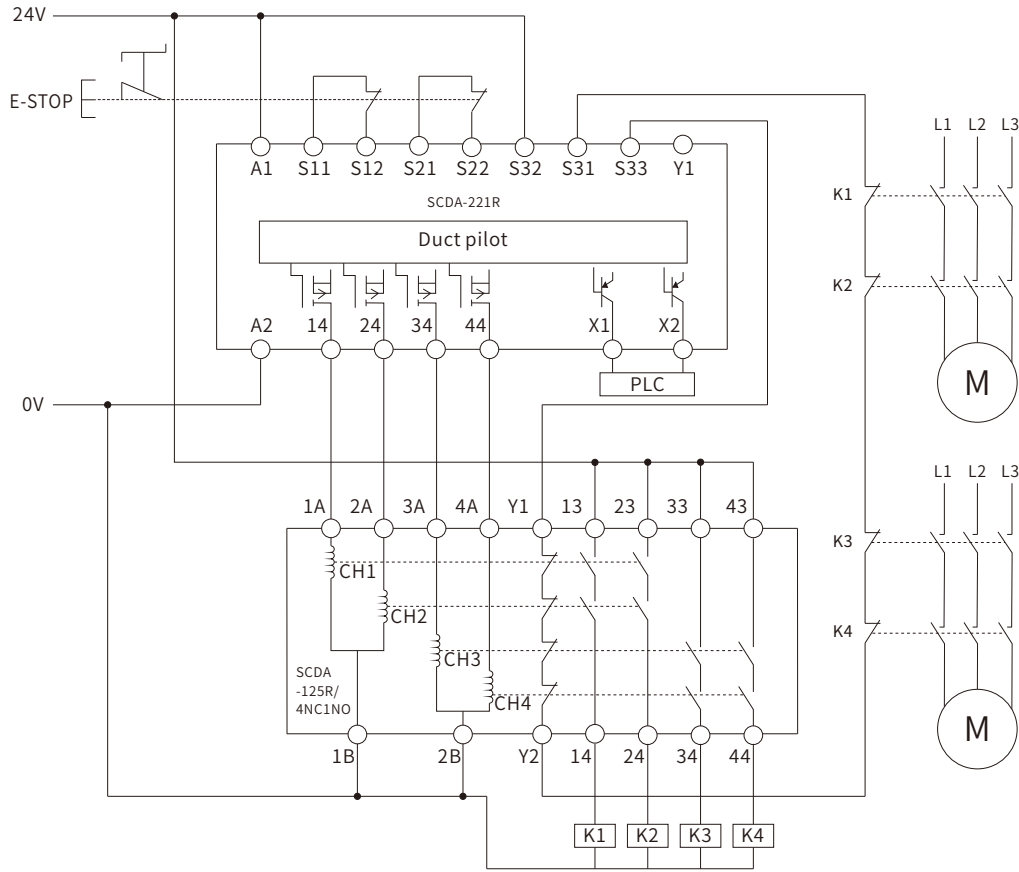 24V
E-STOP
A1 S11 S12 S21 S22 S32 S31 S33 Y1
SCDA-221R
Duct pilot
A2 14 24 34 44 X1 X2
PLC
0V
L1 L2 L3
K1
K2
M
1A 2A 3A 4A Y1 13 23 33 43
CH1
CH2
CH3
CH4
SCDA
-125R/
4NC1NO
1B 2B Y2 14 24 34 44
K1 K2 K3 K4
L1 L2 L3
K3
K4
M